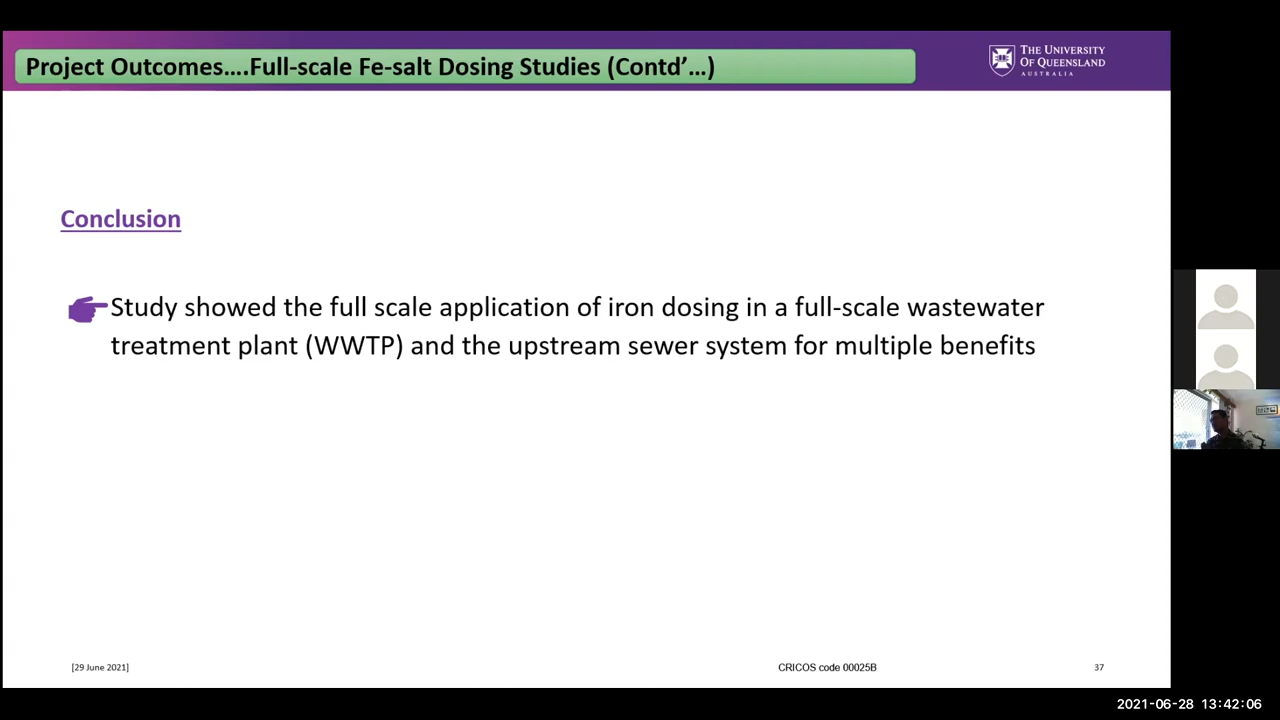 Project Outcomes....Full-scale Fe-salt Dosing Studies (Contd'...)
THE UNIVERSITY
OF QUEENSLAND
AUSTRALIA
Conclusion
Study showed the full scale application of iron dosing in a full-scale wastewater
treatment plant (WWTP) and the upstream sewer system for multiple benefits
[29 June 2021]
CRICOS code 00025B
37
2021-06-28 13:42:06